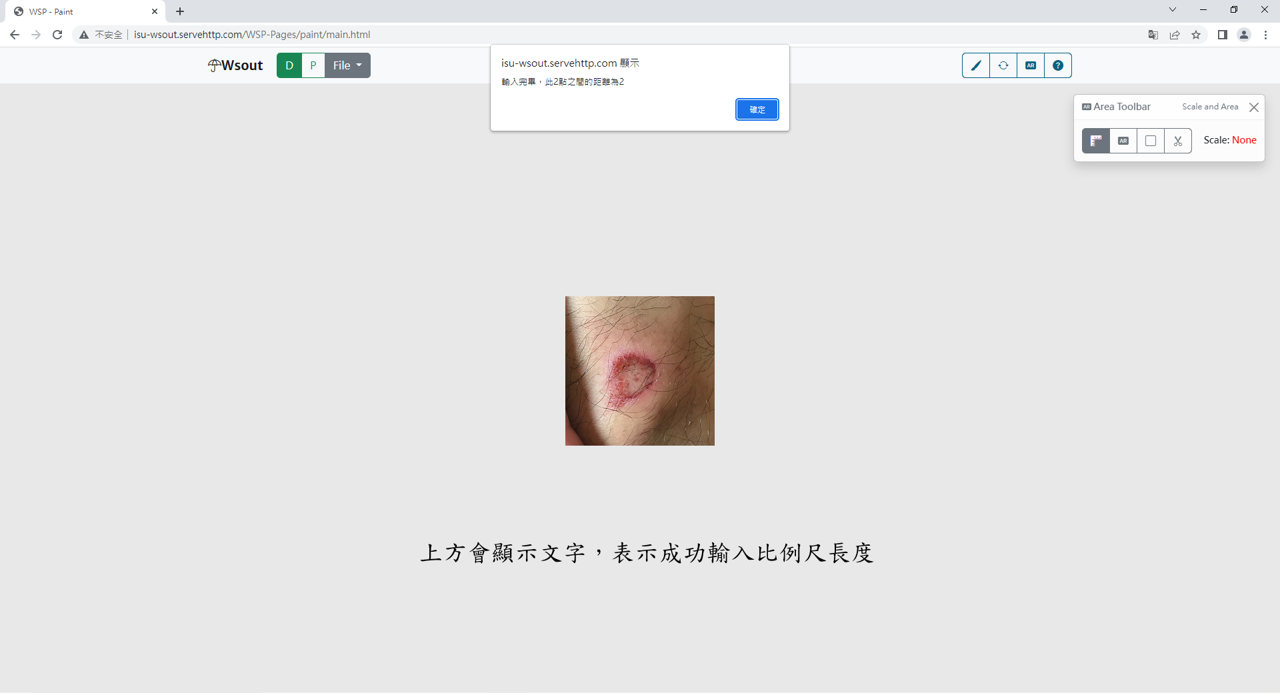 WSP - Paint
不安全
isu-wsout.servehttp.com/WSP-Pages/paint/main.html
Wsout
D
P
File
AR
?
isu-wsout.servehttp.com 顯示
輸入完畢，此2點之間的距離為2
確定
AR Area Toolbar
Scale and Area
AR
Scale: None
上方會顯示文字，表示成功輸入比例尺長度